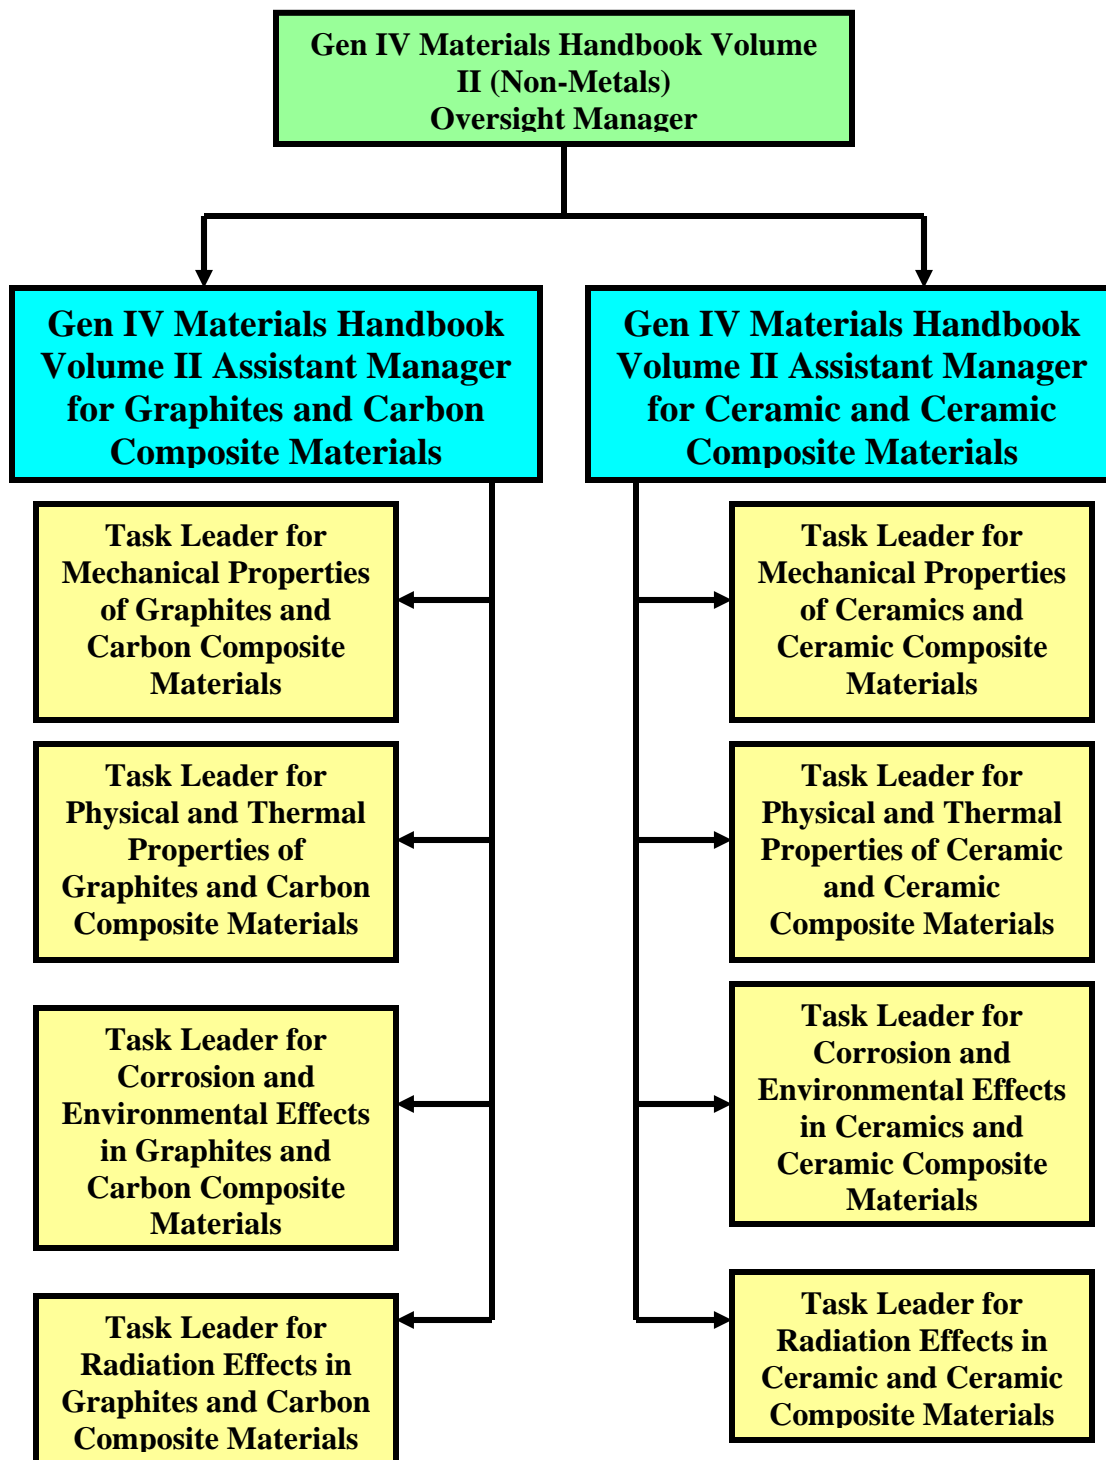 Gen IV Materials Handbook Volume
II (Non-Metals)
Oversight Manager
Gen IV Materials Handbook
Volume II Assistant Manager
for Graphites and Carbon
Composite Materials
Gen IV Materials Handbook
Volume II Assistant Manager
for Ceramic and Ceramic
Composite Materials
Task Leader for
Mechanical Properties
of Graphites and
Carbon Composite
Materials
Task Leader for
Mechanical Properties
of Ceramics and
Ceramic Composite
Materials
Task Leader for
Physical and Thermal
Properties of
Graphites and Carbon
Composite Materials
Task Leader for
Physical and Thermal
Properties of Ceramic
and Ceramic
Composite Materials
Task Leader for
Corrosion and
Environmental Effects
in Graphites and
Carbon Composite
Materials
Task Leader for
Corrosion and
Environmental Effects
in Ceramics and
Ceramic Composite
Materials
Task Leader for
Radiation Effects in
Graphites and Carbon
Composite Materials
Task Leader for
Radiation Effects in
Ceramic and Ceramic
Composite Materials